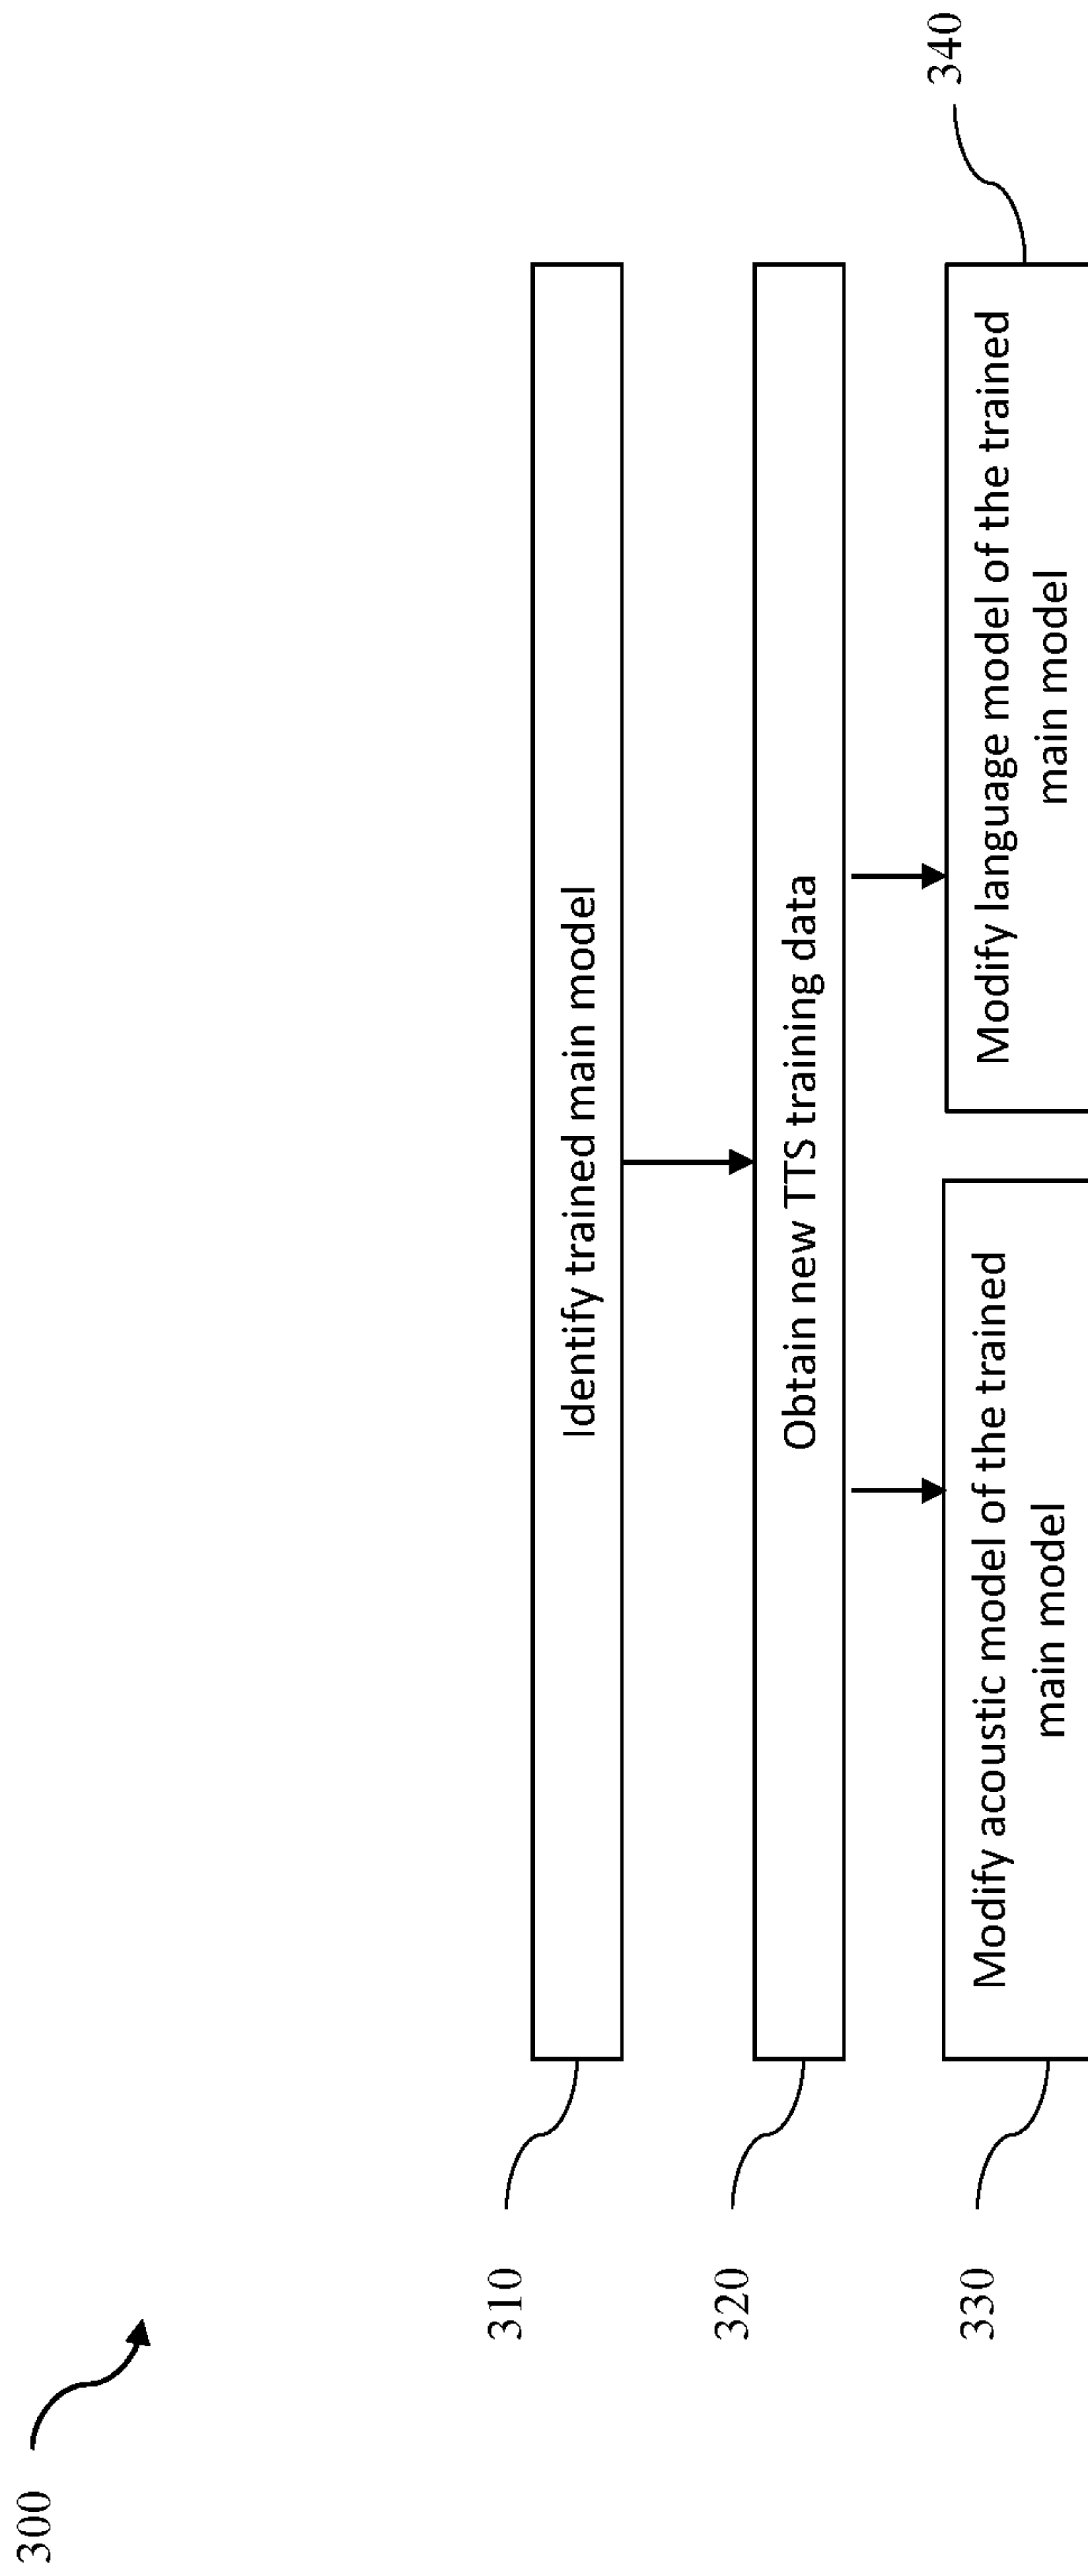 300
310
Identify trained main model
320
Obtain new TTS training data
330
Modify acoustic model of the trained
main model
340
Modify language model of the trained
main model